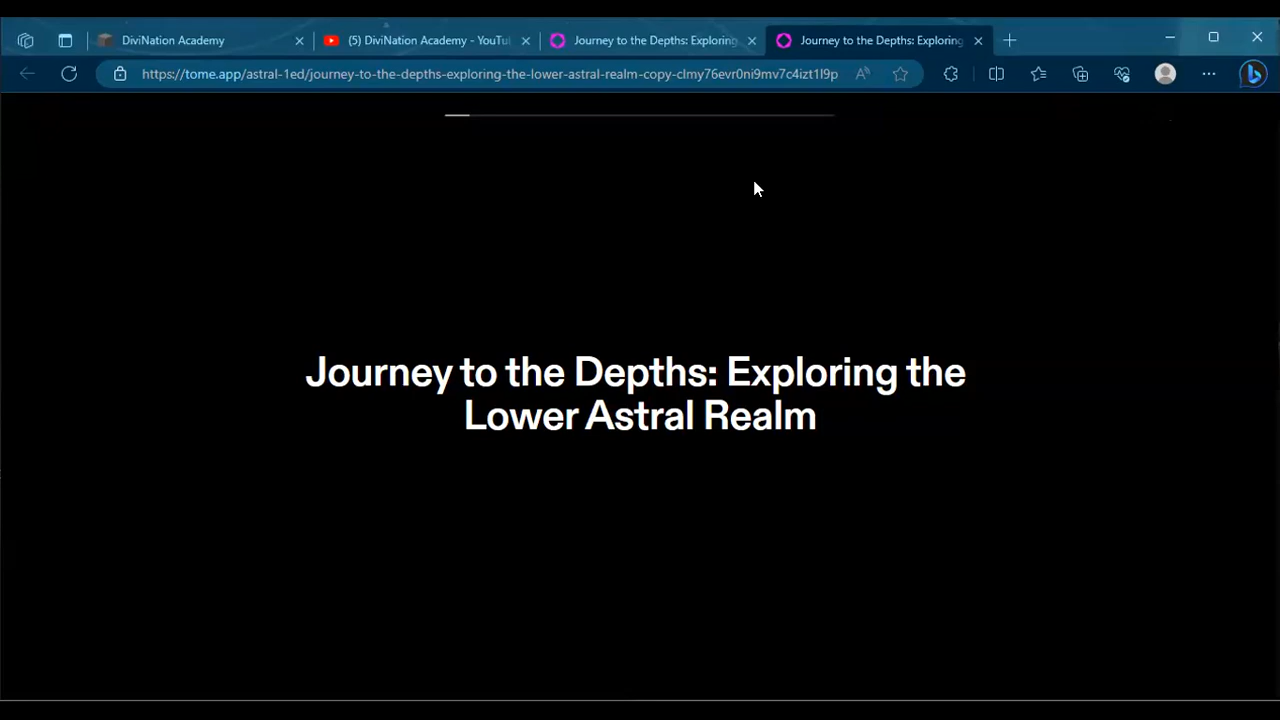 DiviNation Academy
(5) DiviNation Academy - YouTu
Journey to the Depths: Exploring
Journey to the Depths: Exploring
https://tome.app/astral-1ed/journey-to-the-depths-exploring-the-lower-astral-realm-copy-clmy76evr0ni9mv7c4izt1l9p
Journey to the Depths: Exploring the
Lower Astral Realm